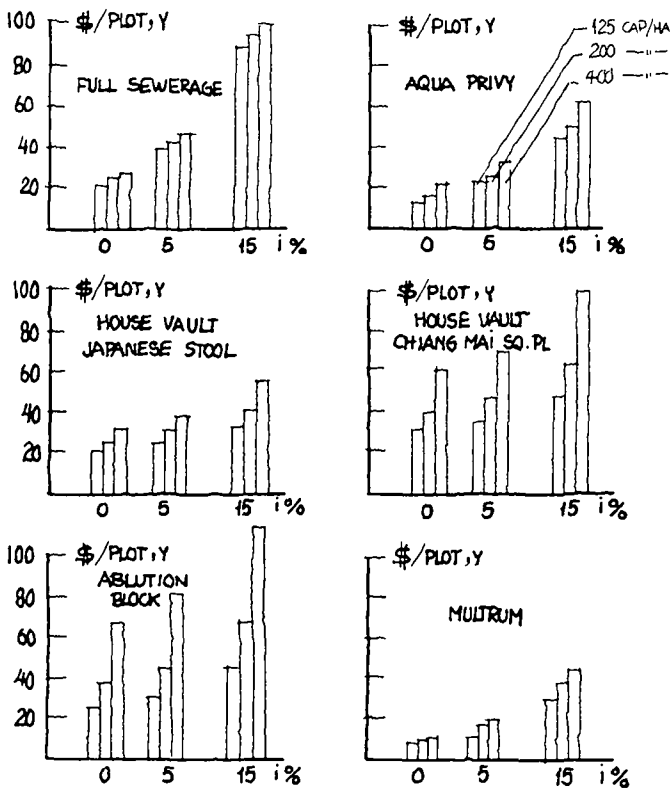 $/PLOT, Y
100
80
60
40
20
FULL SEWERAGE
0 5 15 i%
$/PLOT, Y
AQUA PRIVY
125 CAP/HA
200 —"—
400 —"—
0 5 15 i%
$/PLOT, Y
100
80
60
40
20
HOUSE VAULT
JAPANESE STOOL
0 5 15 i%
$/PLOT, Y
HOUSE VAULT
CHIANG MAI SQ. PL
0 5 15 i%
$/PLOT, Y
100
80
60
40
20
ABLUTION
BLOCK
0 5 15 i%
$/PLOT, Y
MULTRUM
0 5 15 i%